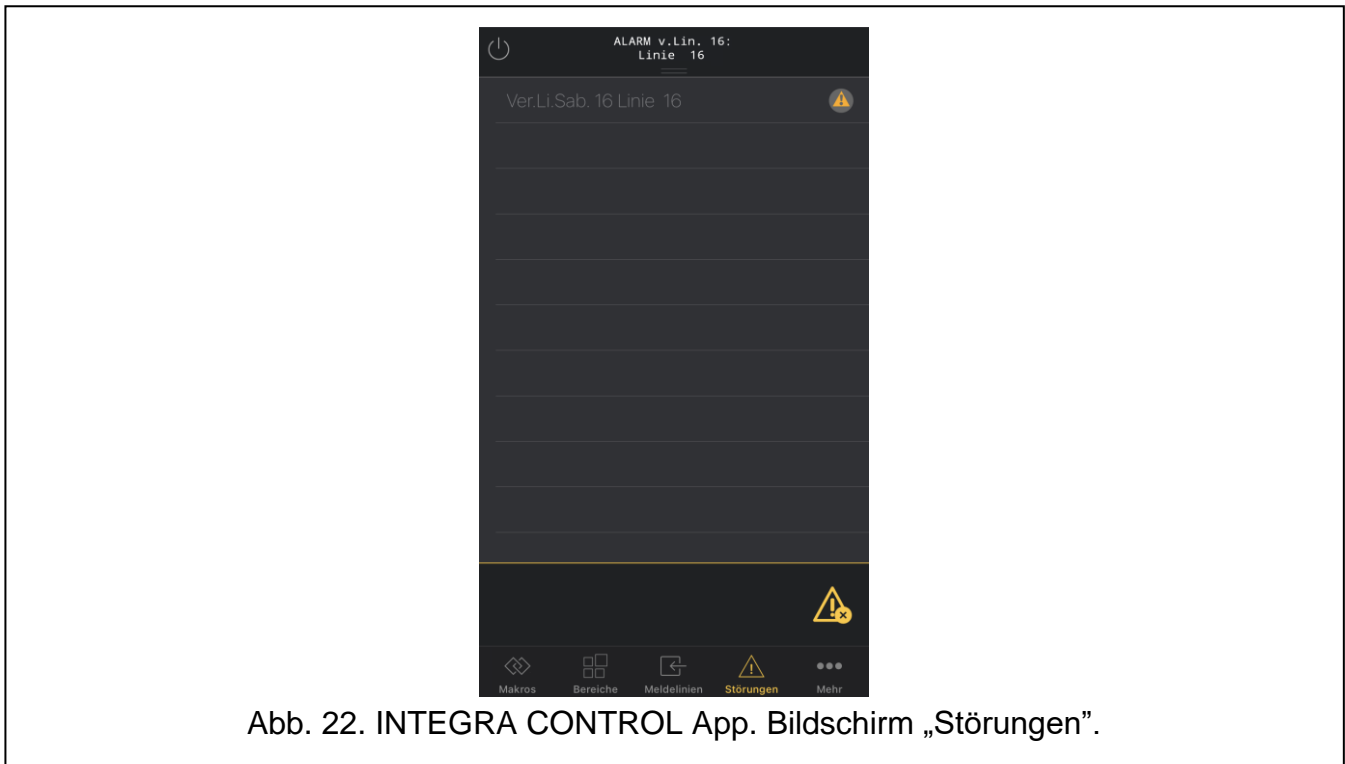 ALARM v.Lin. 16:
Linie 16
Ver.Li.Sab. 16 Linie 16
Makros Bereiche Meldelinien Störungen Mehr
Abb. 22. INTEGRA CONTROL App. Bildschirm „Störungen”.